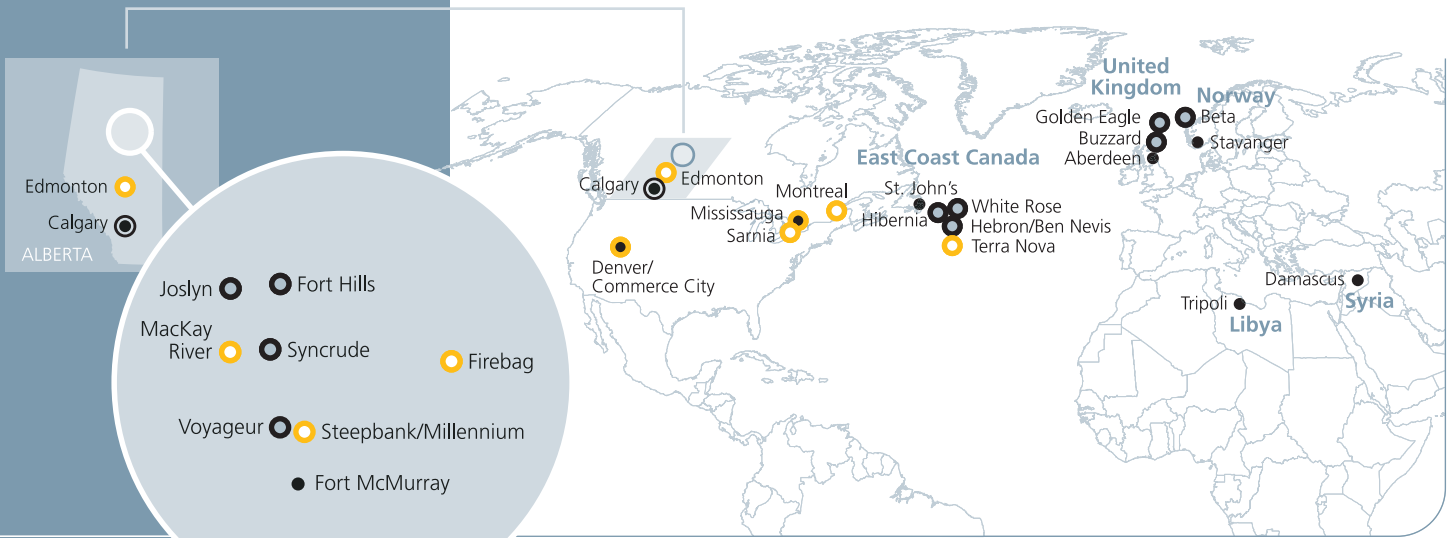 Edmonton
Calgary
ALBERTA
Joslyn
Fort Hills
MacKay
River
Syncrude
Firebag
Voyageur
Steepbank/Millennium
Fort McMurray
Calgary
Edmonton
Denver/
Commerce City
Mississauga
Sarnia
Montreal
East Coast Canada
St. John's
Hibernia
White Rose
Hebron/Ben Nevis
Terra Nova
United
Kingdom
Golden Eagle
Buzzard
Aberdeen
Norway
Beta
Stavanger
Tripoli
Libya
Damascus
Syria